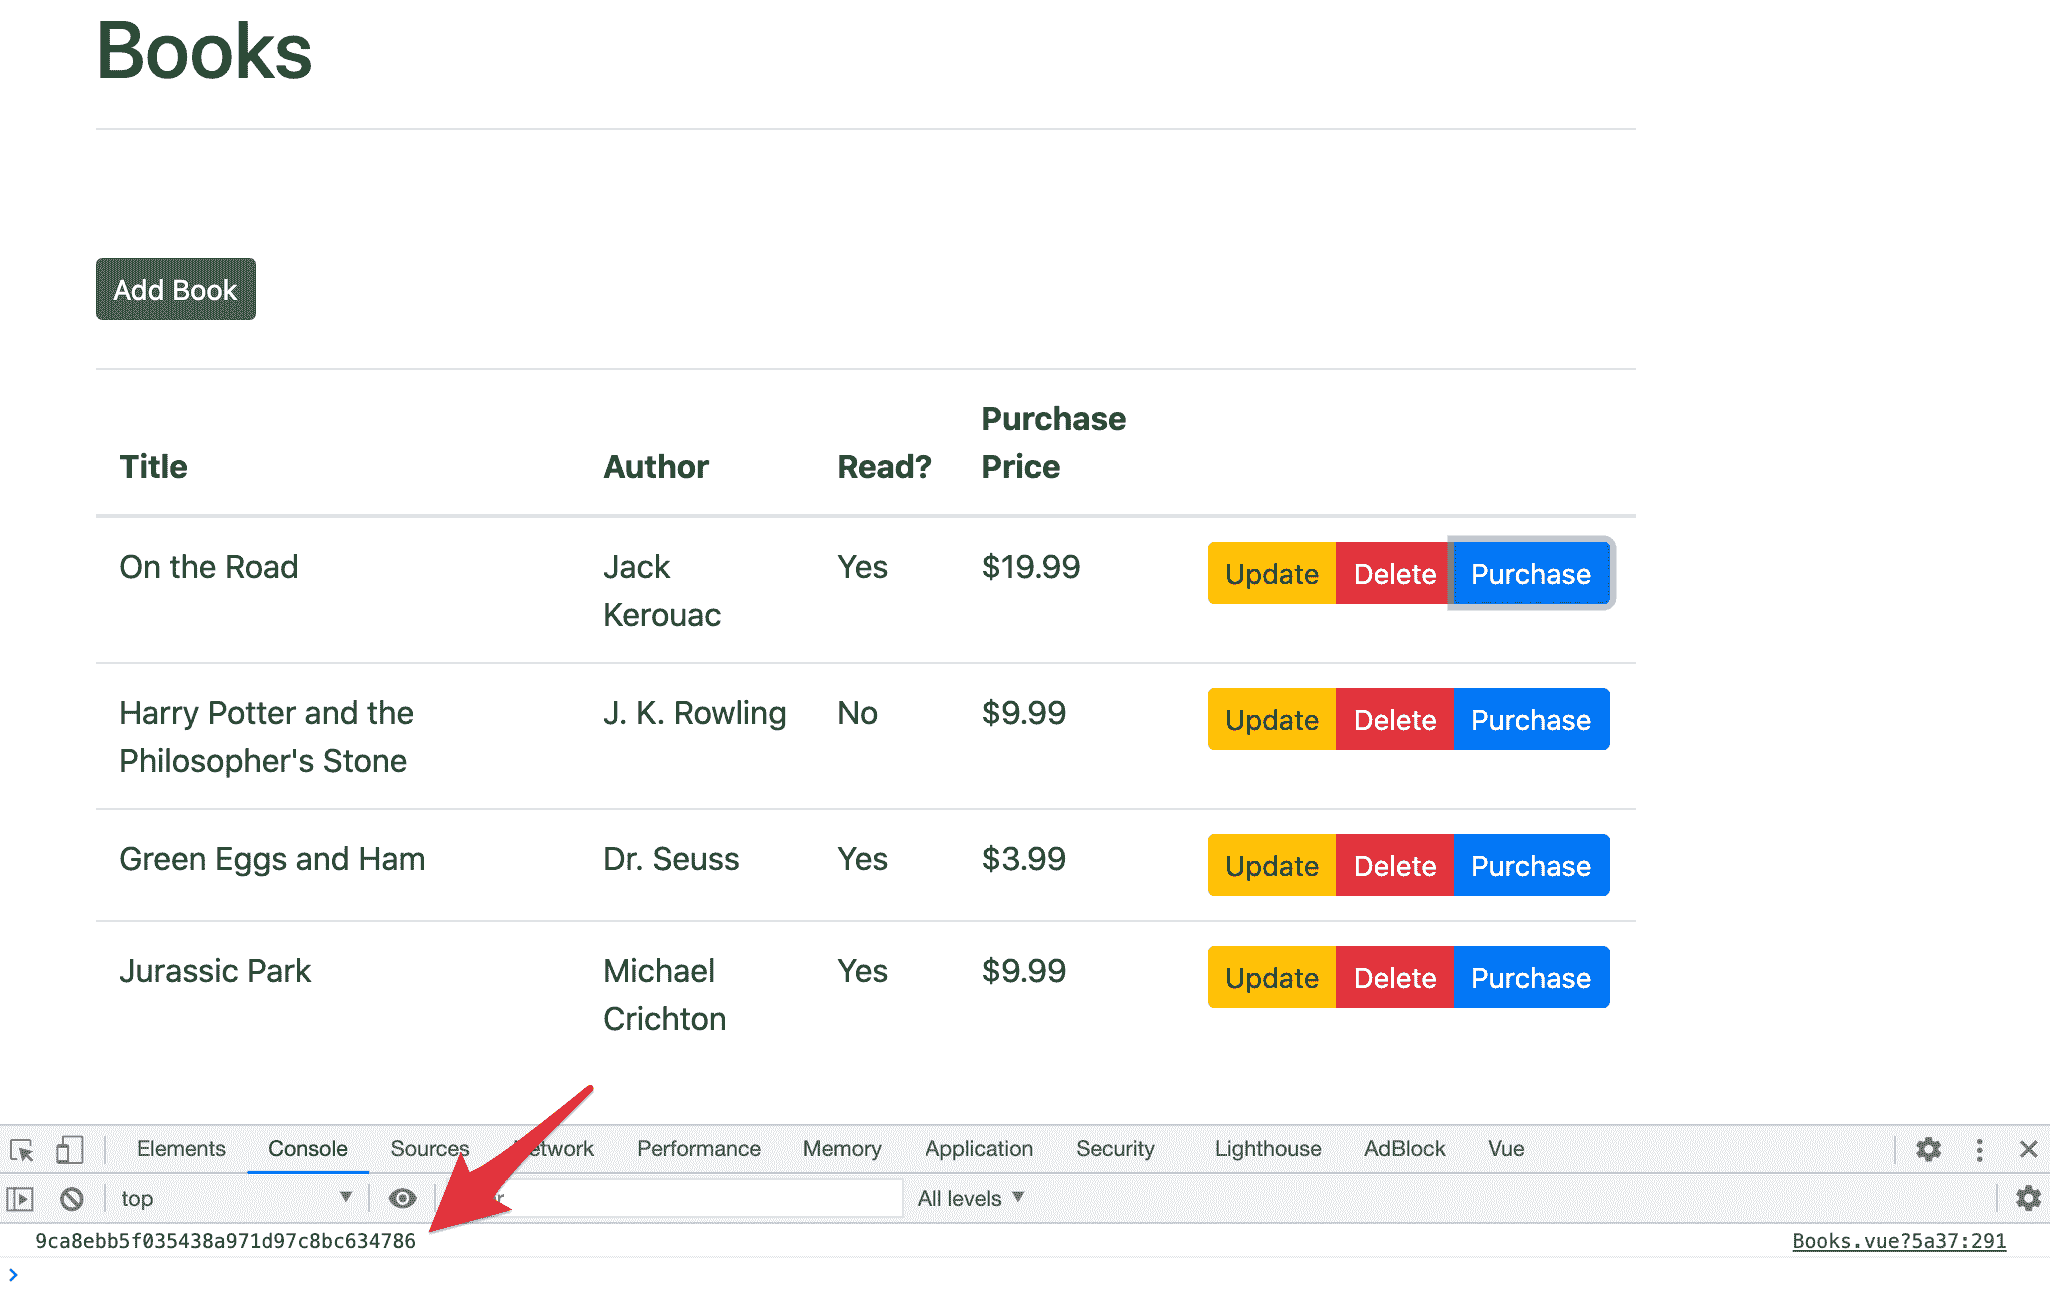 Books
Add Book
Title Author Read? Purchase Price
On the Road Jack Kerouac Yes $19.99 Update Delete Purchase
Harry Potter and the Philosopher's Stone J. K. Rowling No $9.99 Update Delete Purchase
Green Eggs and Ham Dr. Seuss Yes $3.99 Update Delete Purchase
Jurassic Park Michael Crichton Yes $9.99 Update Delete Purchase
Elements Console Sources Performance Memory Application Security Lighthouse AdBlock Vue
top All levels
9ca8ebb5f035438a971d97c8bc634786 Books.vue?5a37:291